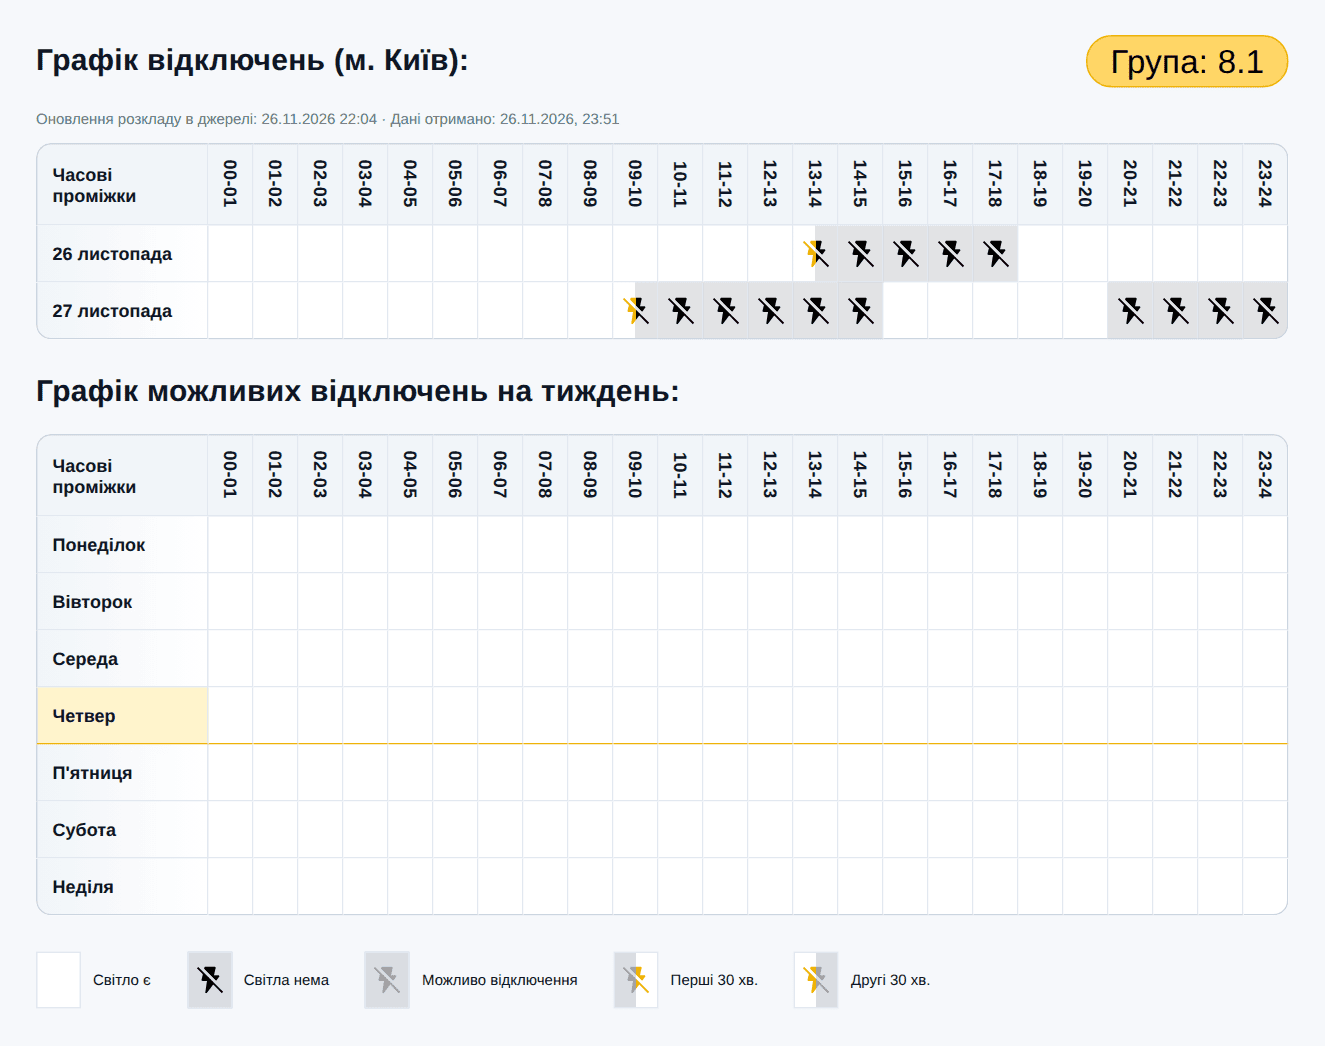 Графік відключень (м. Київ):
Група: 8.1
Оновлення розкладу в джерелі: 26.11.2026 22:04 · Дані отримано: 26.11.2026, 23:51
Часові проміжки 00-01 01-02 02-03 03-04 04-05 05-06 06-07 07-08 08-09 09-10 10-11 11-12 12-13 13-14 14-15 15-16 16-17 17-18 18-19 19-20 20-21 21-22 22-23 23-24
26 листопада
27 листопада
Графік можливих відключень на тиждень:
Часові проміжки 00-01 01-02 02-03 03-04 04-05 05-06 06-07 07-08 08-09 09-10 10-11 11-12 12-13 13-14 14-15 15-16 16-17 17-18 18-19 19-20 20-21 21-22 22-23 23-24
Понеділок
Вівторок
Середа
Четвер
П'ятниця
Субота
Неділя
Світло є Світла нема Можливо відключення Перші 30 хв. Другі 30 хв.